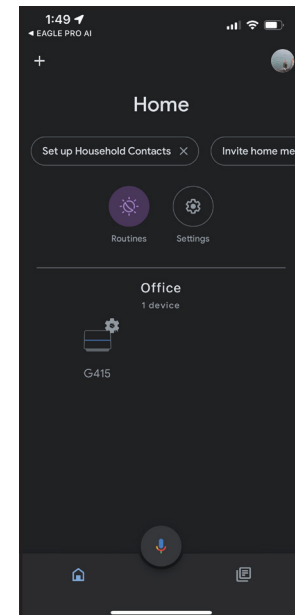 1:49
◀ EAGLE PRO AI
Home
Set up Household Contacts
Invite home me
Routines
Settings
Office
1 device
G415